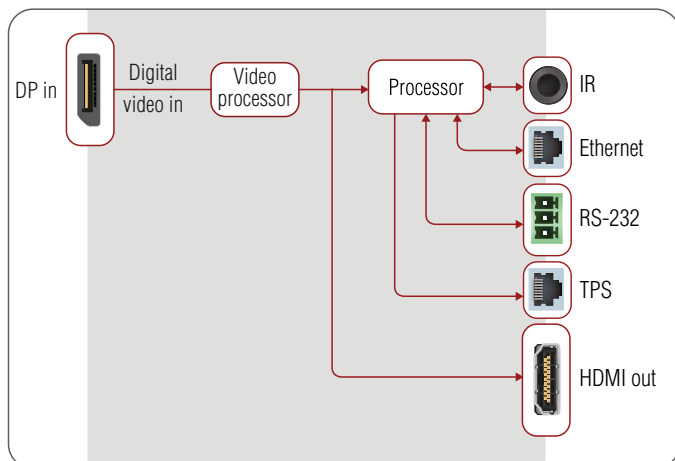 DP in
Digital
video in
Video
processor
Processor
IR
Ethernet
RS-232
TPS
HDMI out